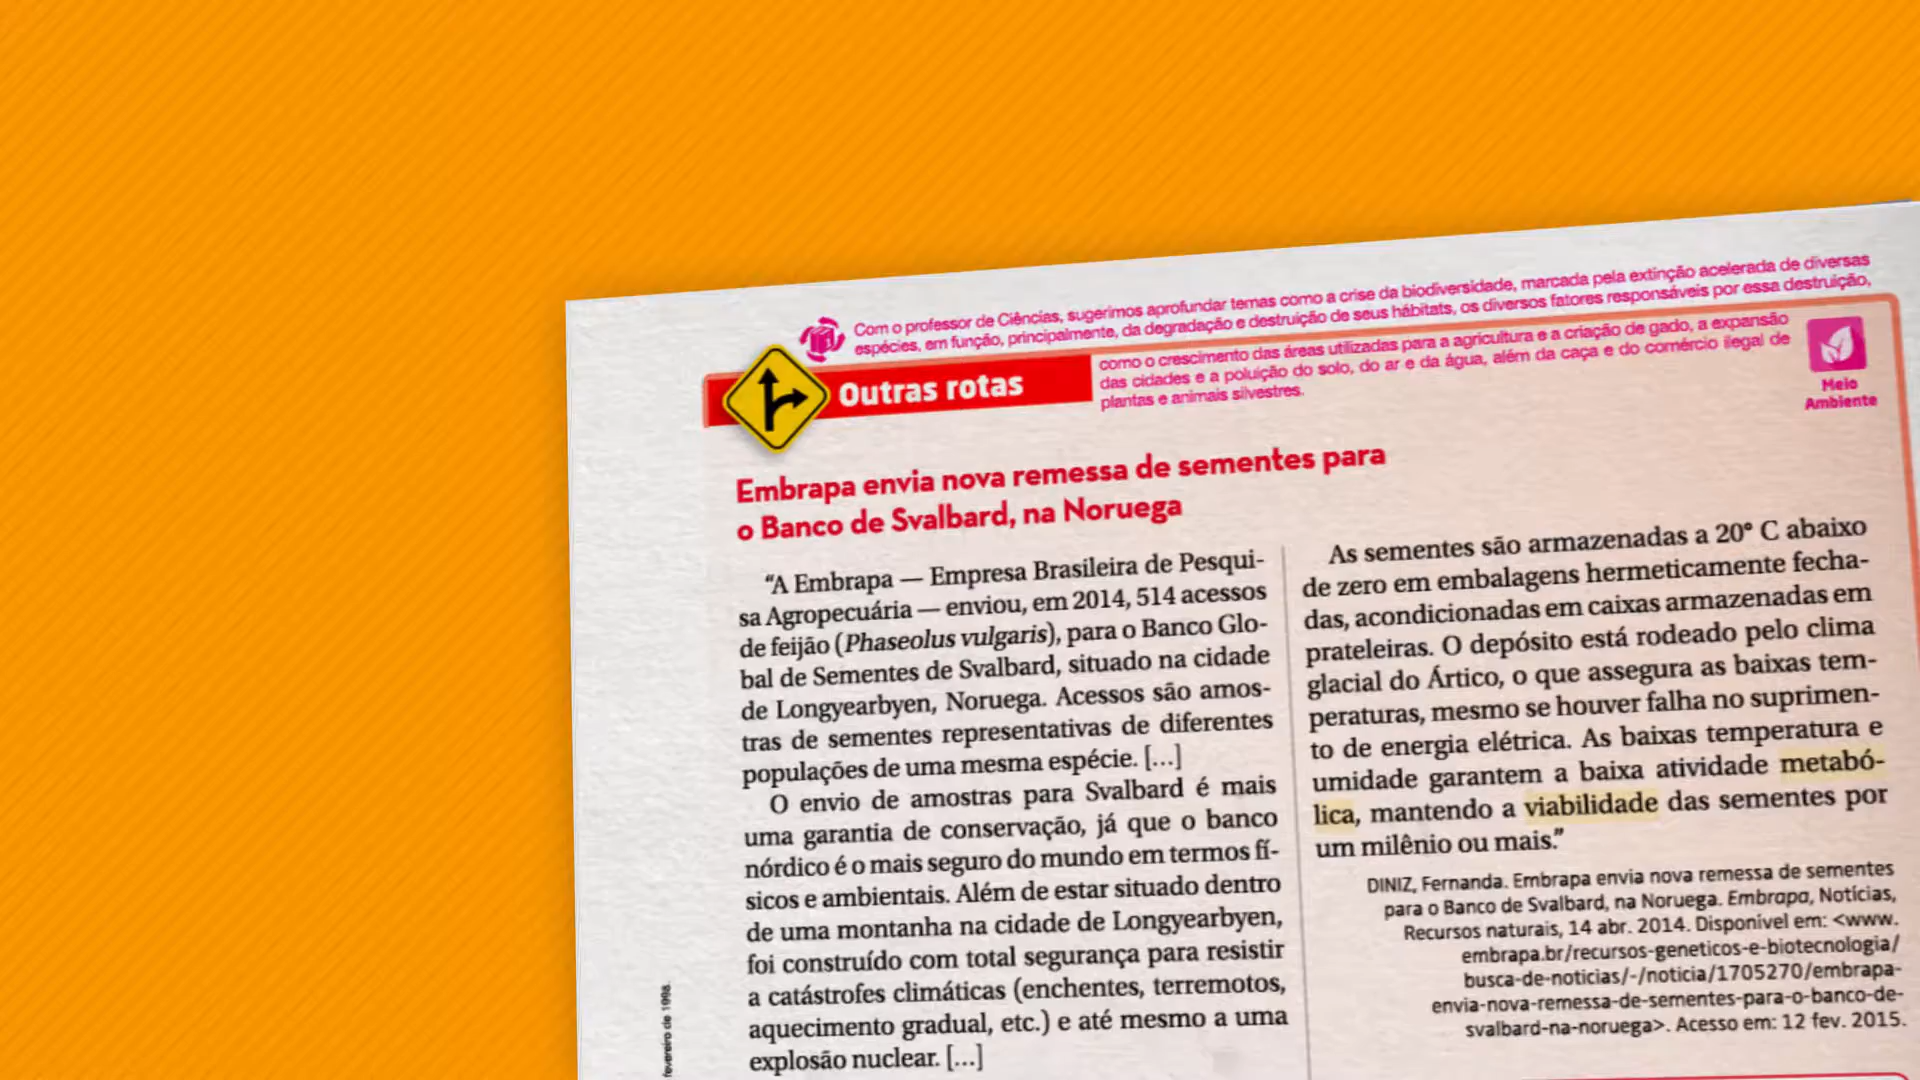 Com o professor de Ciências, sugerimos aprofundar temas como a crise da biodiversidade, marcada pela extinção acelerada de diversas
espécies, em função, principalmente, da degradação e destruição de seus hábitats, os diversos fatores responsáveis por essa destruição,
como o crescimento das áreas utilizadas para a agricultura e a criação de gado, a expansão
das cidades e a poluição do solo, do ar e da água, além da caça e do comércio ilegal de
plantas e animais silvestres.
Outras rotas
Meio
Ambiente
Embrapa envia nova remessa de sementes para
o Banco de Svalbard, na Noruega
“A Embrapa — Empresa Brasileira de Pesqui-
sa Agropecuária — enviou, em 2014, 514 acessos
de feijão (Phaseolus vulgaris), para o Banco Glo-
bal de Sementes de Svalbard, situado na cidade
de Longyearbyen, Noruega. Acessos são amos-
tras de sementes representativas de diferentes
populações de uma mesma espécie. [...]
O envio de amostras para Svalbard é mais
uma garantia de conservação, já que o banco
nórdico é o mais seguro do mundo em termos fí-
sicos e ambientais. Além de estar situado dentro
de uma montanha na cidade de Longyearbyen,
foi construído com total segurança para resistir
a catástrofes climáticas (enchentes, terremotos,
aquecimento gradual, etc.) e até mesmo a uma
explosão nuclear. [...]
As sementes são armazenadas a 20° C abaixo
de zero em embalagens hermeticamente fecha-
das, acondicionadas em caixas armazenadas em
prateleiras. O depósito está rodeado pelo clima
glacial do Ártico, o que assegura as baixas tem-
peraturas, mesmo se houver falha no suprimen-
to de energia elétrica. As baixas temperatura e
umidade garantem a baixa atividade metabó-
lica, mantendo a viabilidade das sementes por
um milênio ou mais.”
DINIZ, Fernanda. Embrapa envia nova remessa de sementes
para o Banco de Svalbard, na Noruega. Embrapa, Notícias,
Recursos naturais, 14 abr. 2014. Disponível em: <www.
embrapa.br/recursos-geneticos-e-biotecnologia/
busca-de-noticias/-/noticia/1705270/embrapa-
envia-nova-remessa-de-sementes-para-o-banco-de-
svalbard-na-noruega>. Acesso em: 12 fev. 2015.
fevereiro de 1998.